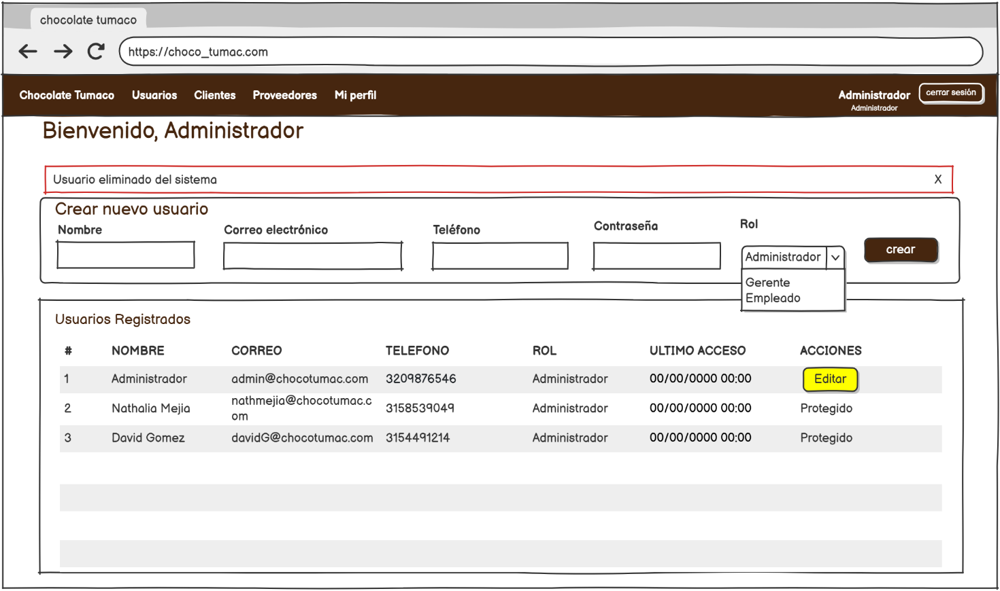 chocolate tumaco
https://choco_tumac.com
Chocolate Tumaco Usuarios Clientes Proveedores Mi perfil Administrador cerrar sesión
Administrador
Bienvenido, Administrador
Usuario eliminado del sistema X
Crear nuevo usuario
Nombre Correo electrónico Teléfono Contraseña Rol
Administrador crear
Gerente
Empleado
Usuarios Registrados
# NOMBRE CORREO TELEFONO ROL ULTIMO ACCESO ACCIONES
1 Administrador admin@chocotumac.com 3209876546 Administrador 00/00/0000 00:00 Editar
2 Nathalia Mejia nathmejia@chocotumac.c 3158539049 Administrador 00/00/0000 00:00 Protegido
om
3 David Gomez davidG@chocotumac.com 3154491214 Administrador 00/00/0000 00:00 Protegido